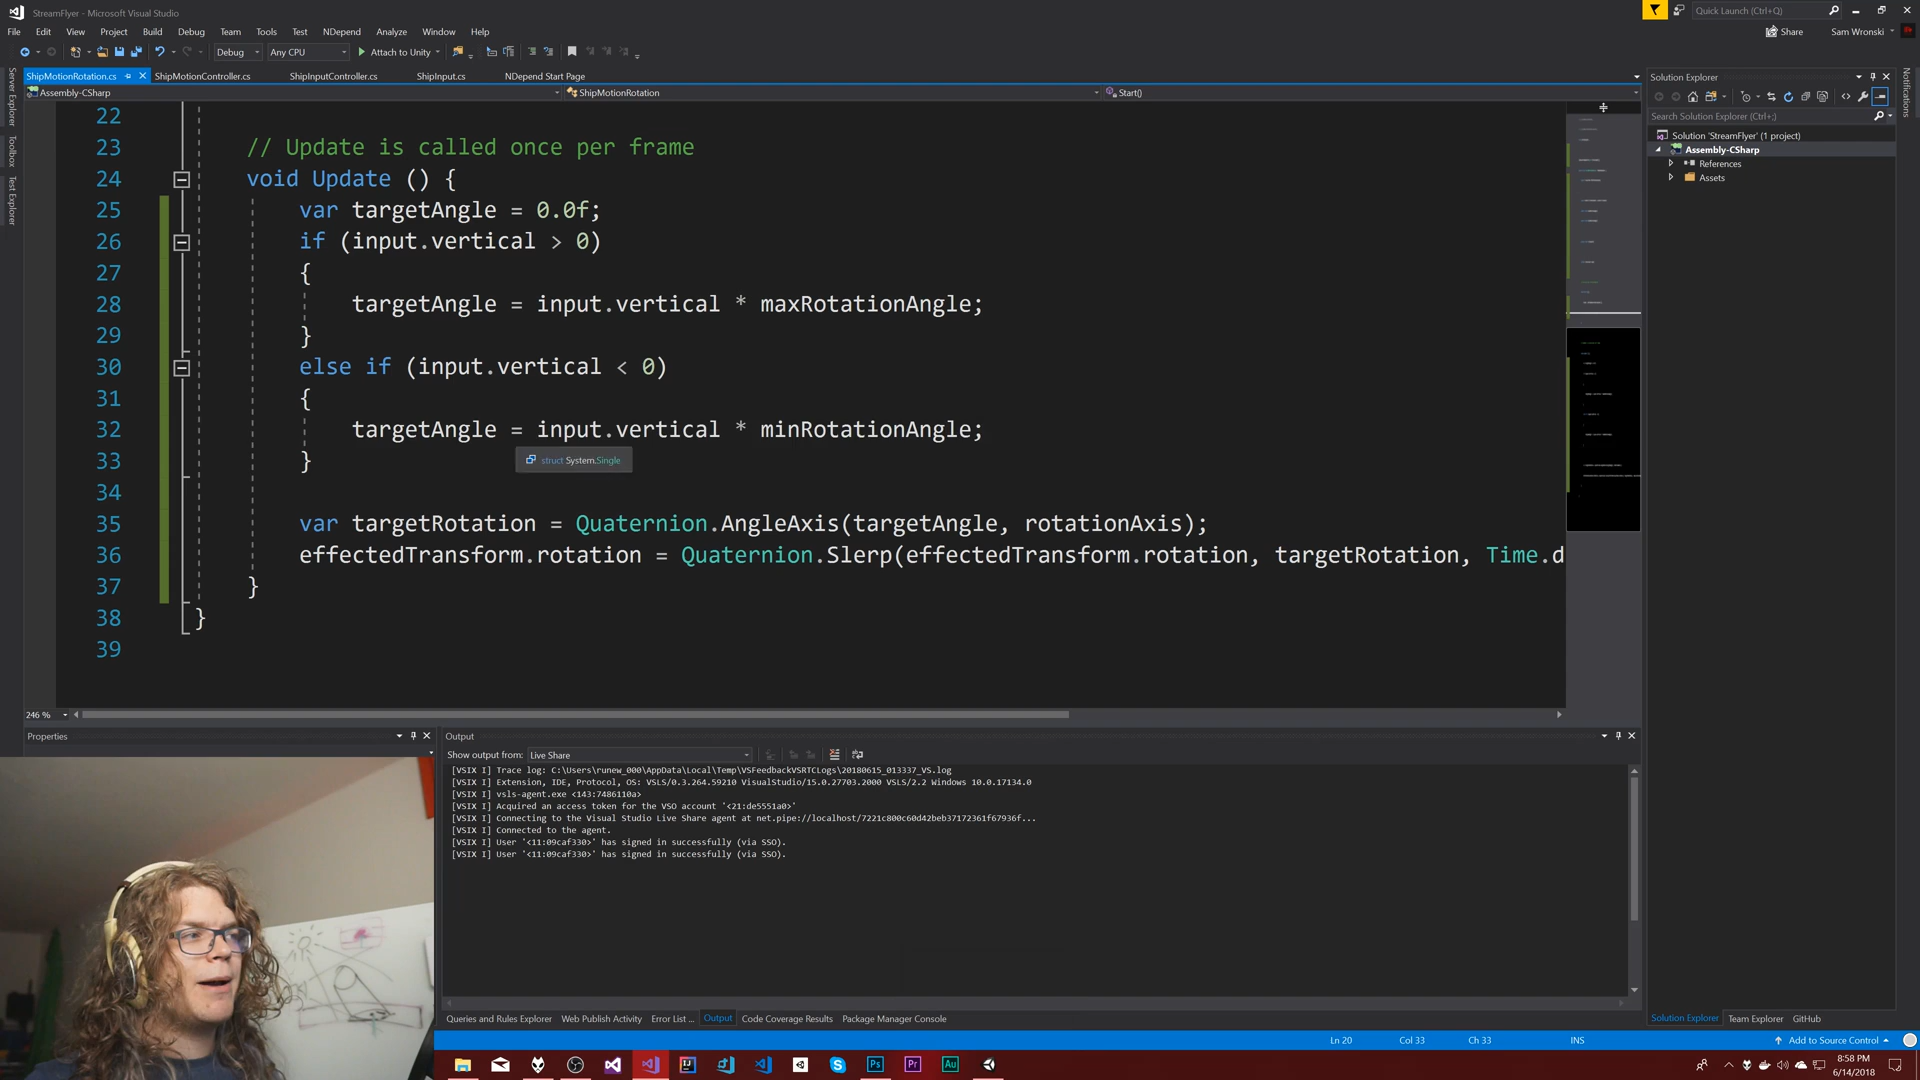 StreamFlyer - Microsoft Visual Studio
Quick Launch (Ctrl+Q)
File Edit View Project Build Debug Team Tools Test NDepend Analyze Window Help
Share Sam Wronski
Debug Any CPU Attach to Unity
ShipMotionRotation.cs ShipMotionController.cs ShipInputController.cs ShipInput.cs NDepend Start Page
Assembly-CSharp ShipMotionRotation Start()
Server Explorer
Toolbox
Test Explorer
22
23 // Update is called once per frame
24 void Update () {
25 var targetAngle = 0.0f;
26 if (input.vertical > 0)
27 {
28 targetAngle = input.vertical * maxRotationAngle;
29 }
30 else if (input.vertical < 0)
31 {
32 targetAngle = input.vertical * minRotationAngle;
33 }
struct System.Single
34
35 var targetRotation = Quaternion.AngleAxis(targetAngle, rotationAxis);
36 effectedTransform.rotation = Quaternion.Slerp(effectedTransform.rotation, targetRotation, Time.d
37 }
38 }
39
246 %
Solution Explorer
Search Solution Explorer (Ctrl+;)
Solution 'StreamFlyer' (1 project)
Assembly-CSharp
References
Assets
Notifications
Properties
Output
Show output from: Live Share
[VSIX I] Trace log: C:\Users\runew_000\AppData\Local\Temp\VSFeedbackVSRTCLogs\20180615_013337_VS.log
[VSIX I] Extension, IDE, Protocol, OS: VSLS/0.3.264.59210 VisualStudio/15.0.27703.2000 VSLS/2.2 Windows 10.0.17134.0
[VSIX I] vsls-agent.exe <143:7486110a>
[VSIX I] Acquired an access token for the VSO account '<21:de5551a0>'
[VSIX I] Connecting to the Visual Studio Live Share agent at net.pipe://localhost/7221c800c60d42beb37172361f67936f...
[VSIX I] Connected to the agent.
[VSIX I] User '<11:09caf330>' has signed in successfully (via SSO).
[VSIX I] User '<11:09caf330>' has signed in successfully (via SSO).
Queries and Rules Explorer Web Publish Activity Error List ... Output Code Coverage Results Package Manager Console
Solution Explorer Team Explorer GitHub
Ln 20 Col 33 Ch 33 INS Add to Source Control
Ps Pr Au
8:58 PM
6/14/2018